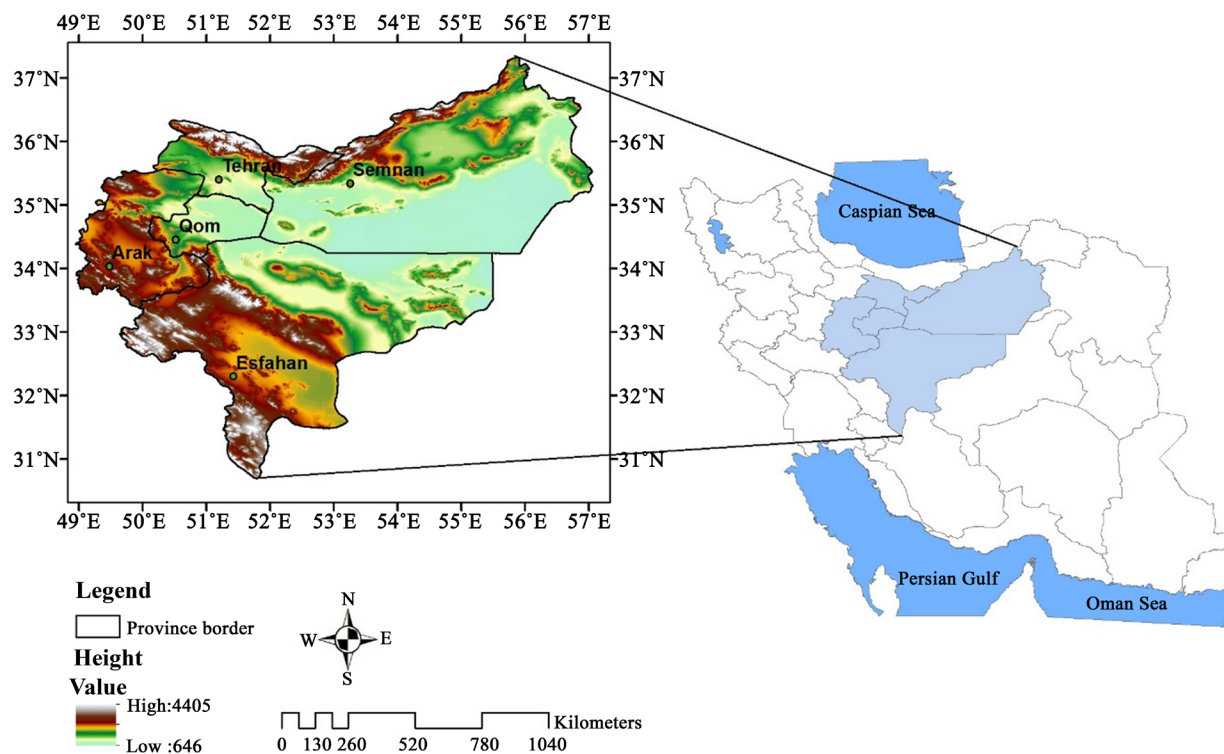 49°E 50°E 51°E 52°E 53°E 54°E 55°E 56°E 57°E
37°N 37°N
36°N 36°N
Tehran
Semnan
35°N 35°N
Qom
Arak
34°N 34°N
33°N 33°N
32°N 32°N
Esfahan
31°N 31°N
49°E 50°E 51°E 52°E 53°E 54°E 55°E 56°E 57°E
Caspian Sea
Persian Gulf
Oman Sea
Legend
Province border
Height
Value
High:4405
Low :646
N
W E
S
Kilometers
0 130 260 520 780 1040